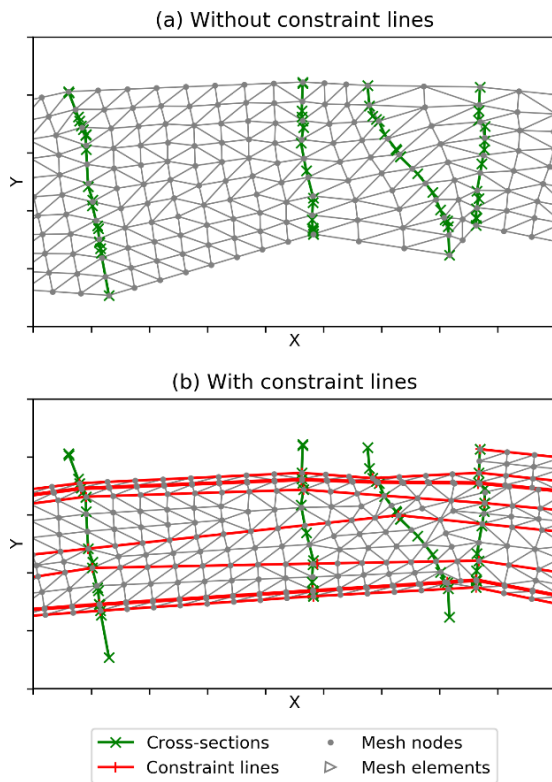 (a) Without constraint lines
Y
X
(b) With constraint lines
Y
X
Cross-sections
Mesh nodes
Constraint lines
Mesh elements